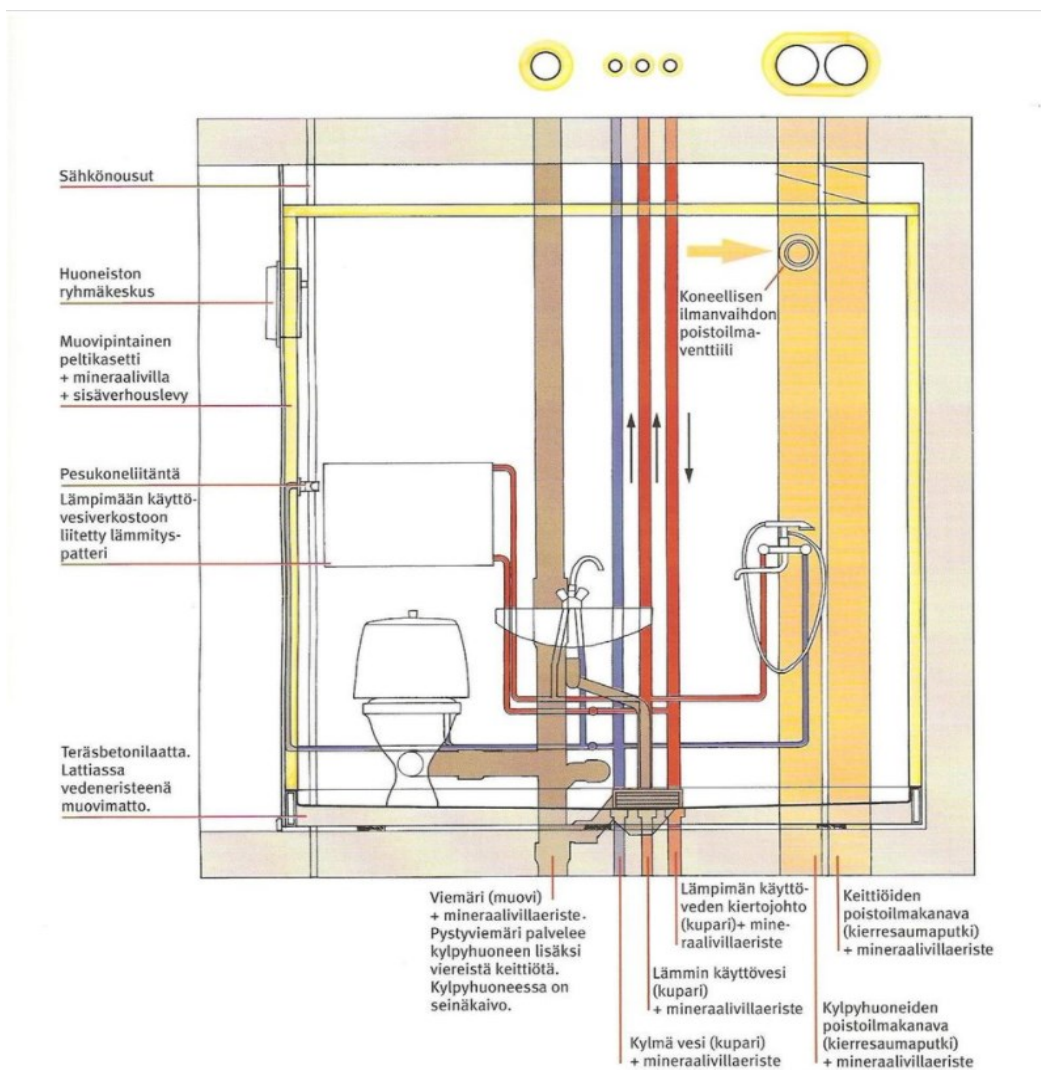 Sähkönousut
Huoneiston
ryhmäkeskus
Muovipintainen
peltikasetti
+ mineraalivilla
+ sisäverhouslevy
Pesukoneliitäntä
Lämpimään käyttö-
vesiverkostoon
liitetty lämmitys-
patteri
Teräsbetonilaatta.
Lattiassa
vedeneristeenä
muovimatto.
Koneellisen
ilmanvaihdon
poistoilma-
venttiili
Viemäri (muovi)
+ mineraalivillaeriste.
Pystyviemäri palvelee
kylpyhuoneen lisäksi
viereistä keittiötä.
Kylpyhuoneessa on
seinäkaivo.
Kylmä vesi (kupari)
+ mineraalivillaeriste
Lämmin käyttövesi
(kupari)
+ mineraalivillaeriste
Lämpimän käyttö-
veden kiertojohto
(kupari)+ mine-
raalivillaeriste
Kylpyhuoneiden
poistoilmakanava
(kierresaumaputki)
+ mineraalivillaeriste
Keittiöiden
poistoilmakanava
(kierresaumaputki)
+ mineraalivillaeriste